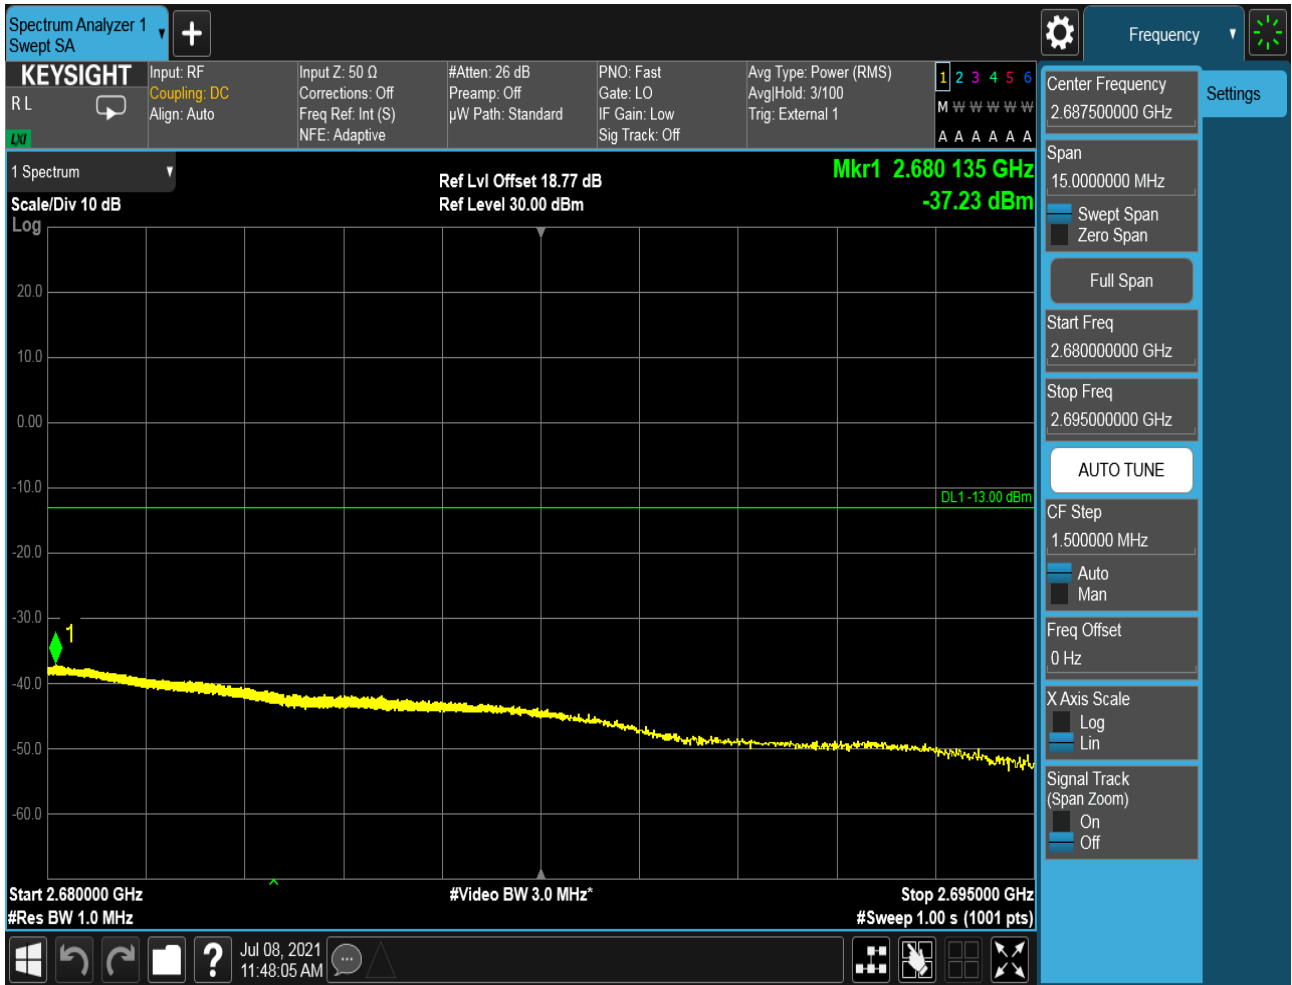 Spectrum Analyzer 1
Swept SA
Frequency
KEYSIGHT
R L
LXI
Input: RF
Coupling: DC
Align: Auto
Input Z: 50 Ω
Corrections: Off
Freq Ref: Int (S)
NFE: Adaptive
#Atten: 26 dB
Preamp: Off
µW Path: Standard
PNO: Fast
Gate: LO
IF Gain: Low
Sig Track: Off
Avg Type: Power (RMS)
Avg|Hold: 3/100
Trig: External 1
1 2 3 4 5 6
M W W W W W
A A A A A A
1 Spectrum
Scale/Div 10 dB
Log
Ref Lvl Offset 18.77 dB
Ref Level 30.00 dBm
Mkr1 2.680 135 GHz
-37.23 dBm
20.0
10.0
0.00
-10.0
DL1 -13.00 dBm
-20.0
-30.0
1
-40.0
-50.0
-60.0
Start 2.680000 GHz
#Res BW 1.0 MHz
#Video BW 3.0 MHz*
Stop 2.695000 GHz
#Sweep 1.00 s (1001 pts)
Center Frequency
2.687500000 GHz
Settings
Span
15.0000000 MHz
Swept Span
Zero Span
Full Span
Start Freq
2.680000000 GHz
Stop Freq
2.695000000 GHz
AUTO TUNE
CF Step
1.500000 MHz
Auto
Man
Freq Offset
0 Hz
X Axis Scale
Log
Lin
Signal Track
(Span Zoom)
On
Off
?
Jul 08, 2021
11:48:05 AM